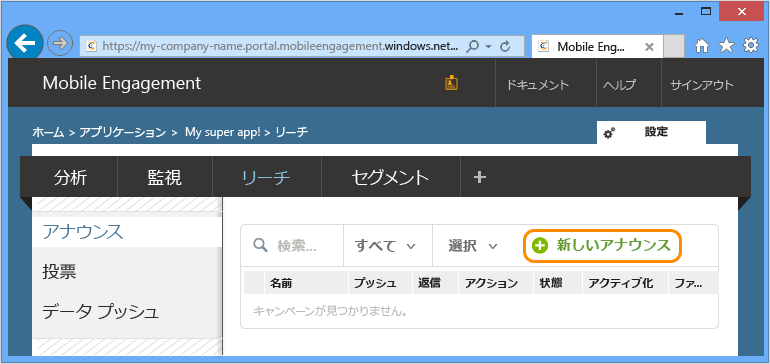 https://my-company-name.portal.mobileengagement.windows.net...
Mobile Eng...
Mobile Engagement
ドキュメント
ヘルプ
サインアウト
ホーム > アプリケーション > My super app! > リーチ
設定
分析
監視
リーチ
セグメント
+
アナウンス
投票
データ プッシュ
検索...
すべて
選択
新しいアナウンス
名前
プッシュ
返信
アクション
状態
アクティブ化
ファ...
キャンペーンが見つかりません。